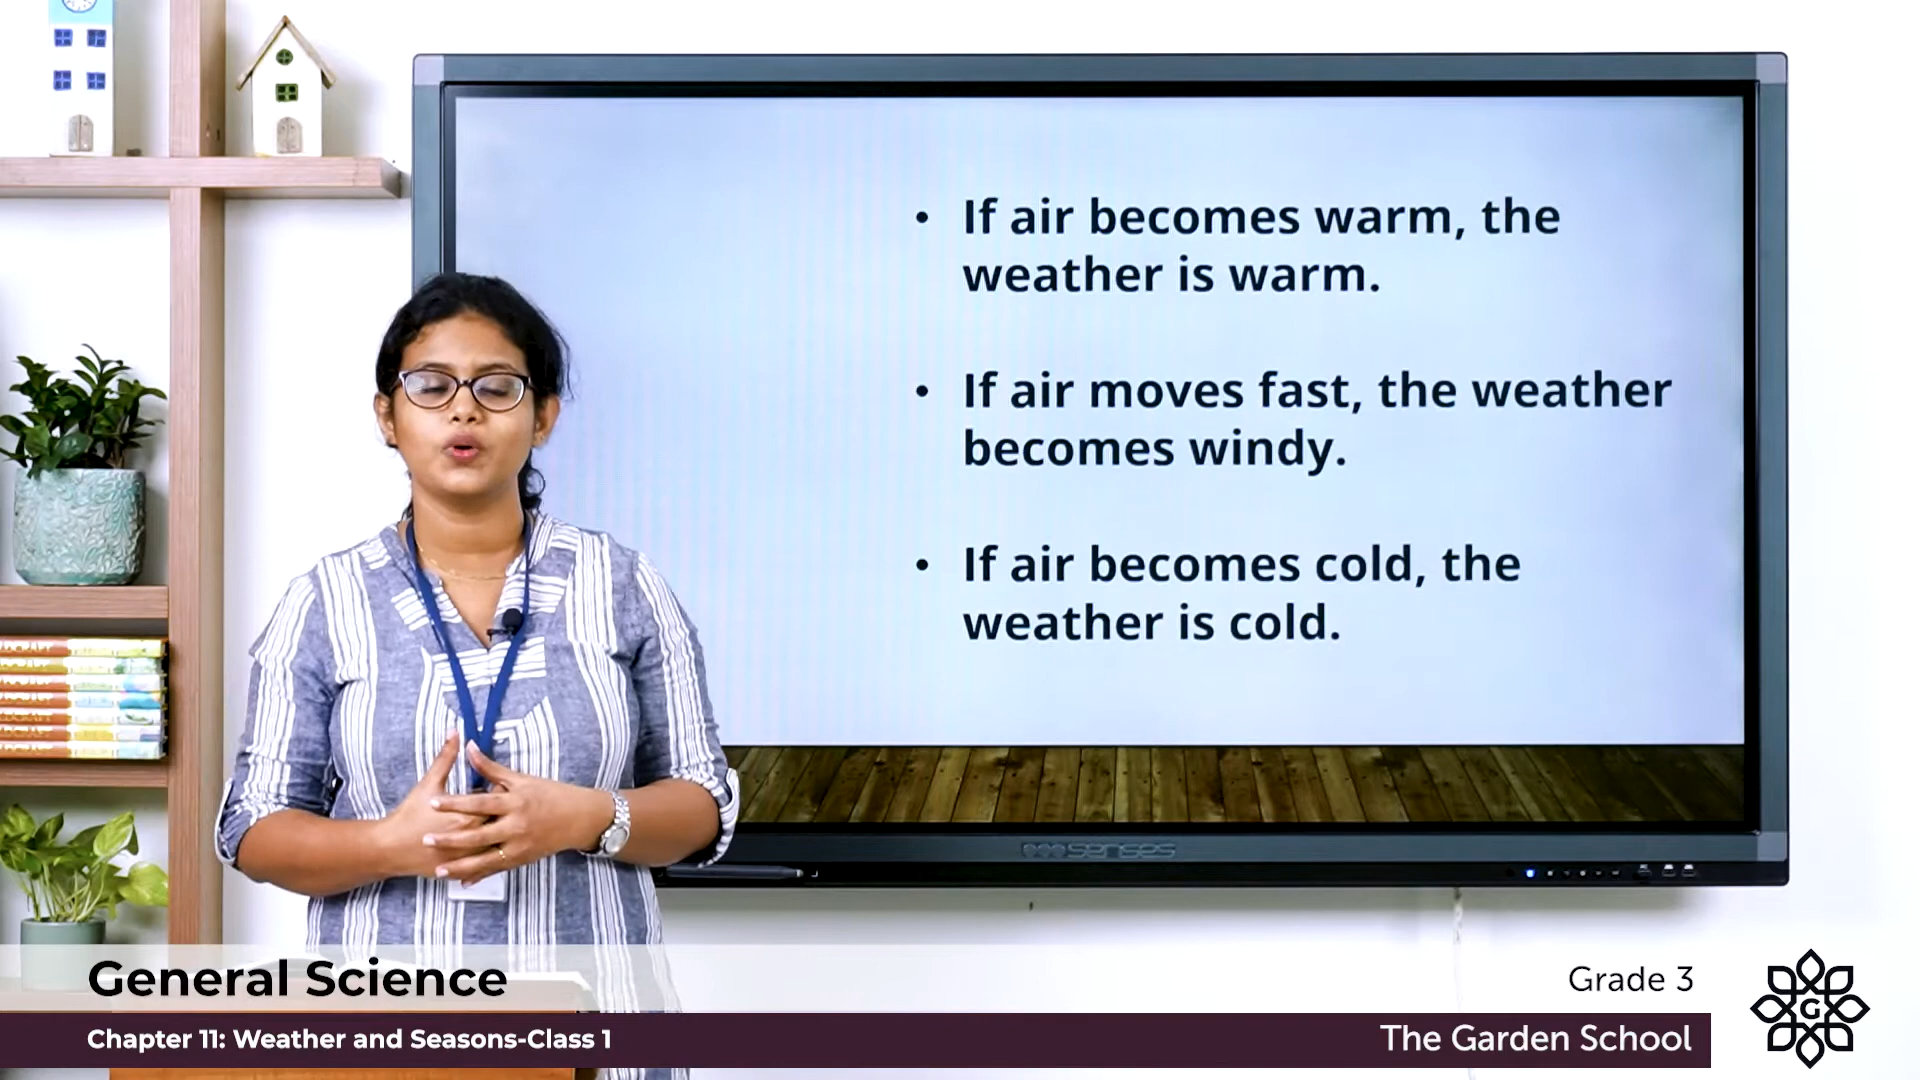 • If air becomes warm, the
weather is warm.
• If air moves fast, the weather
becomes windy.
• If air becomes cold, the
weather is cold.
senses
General Science
Grade 3
Chapter 11: Weather and Seasons-Class 1
The Garden School
G